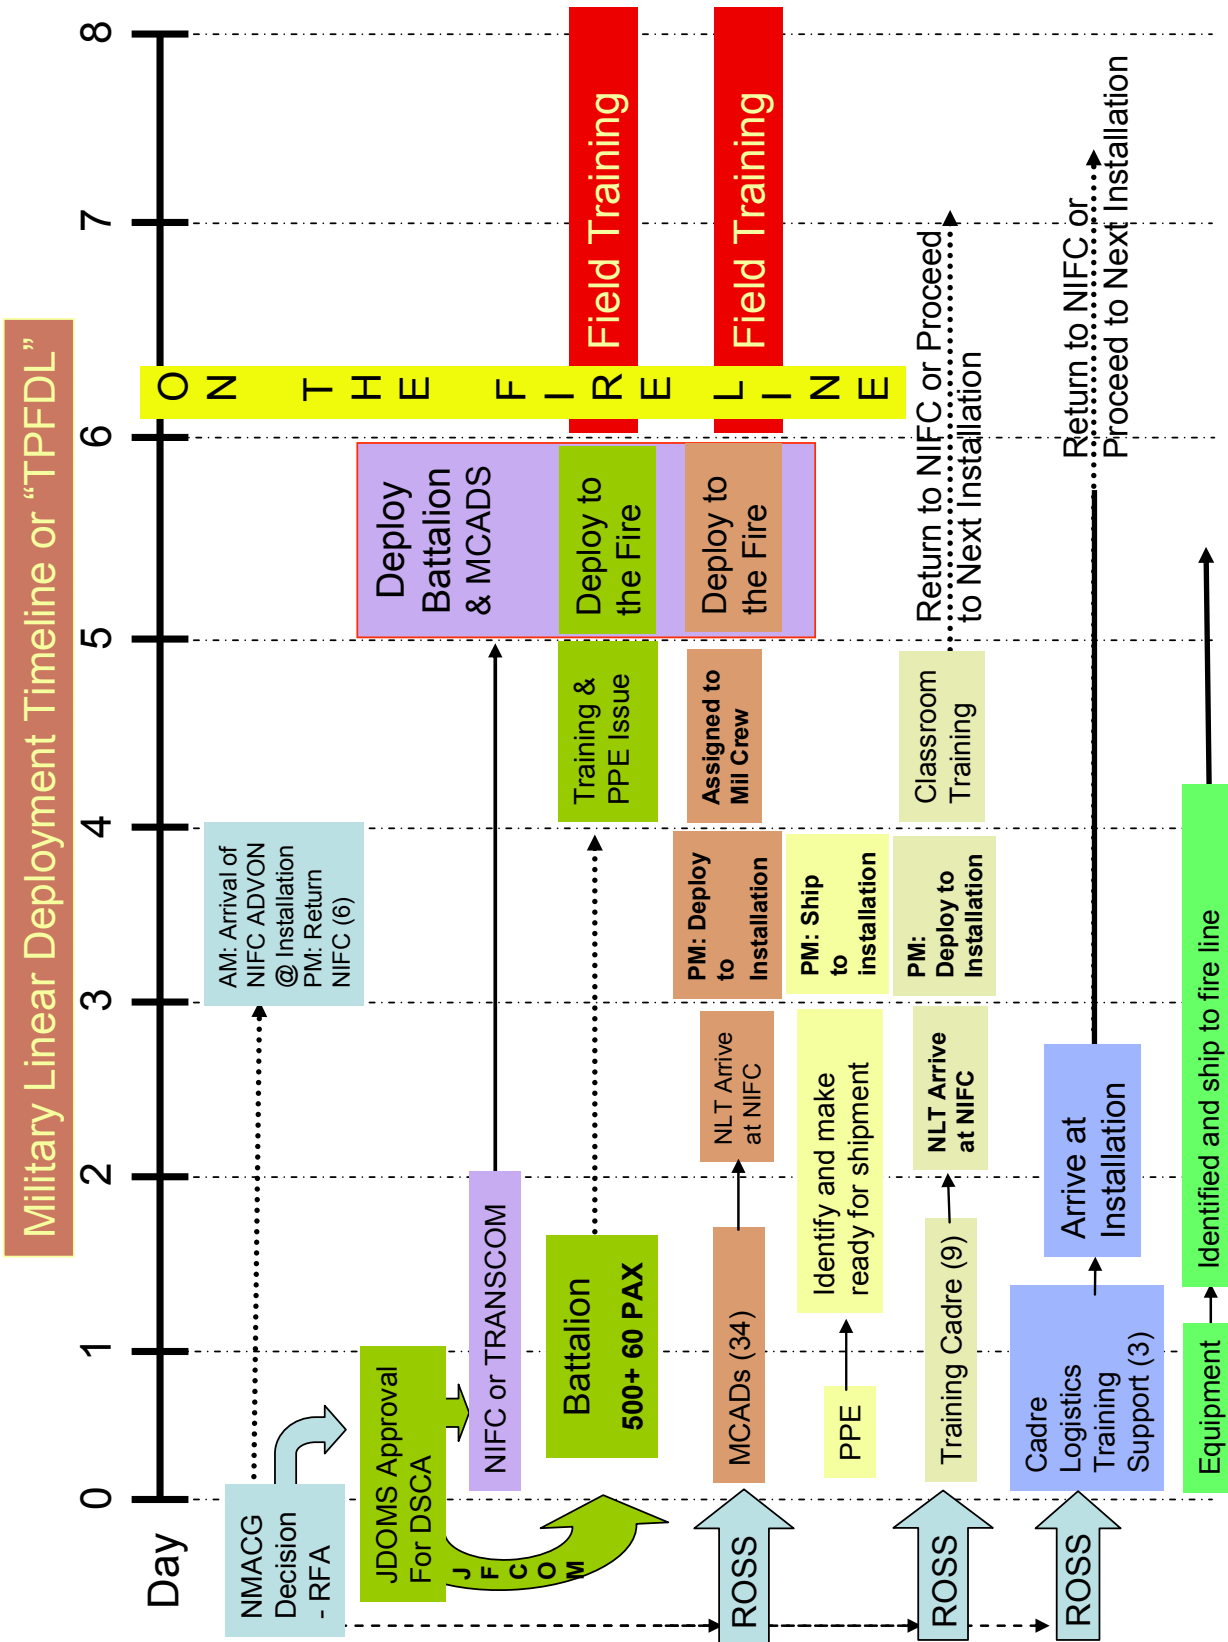 Military Linear Deployment Timeline or “TPFDL”
Day
0
1
2
3
4
5
6
7
8
NMACG
Decision
- RFA
AM: Arrival of
NIFC ADVON
@ Installation
PM: Return
NIFC (6)
JDOMS Approval
For DSCA
JFCOM
NIFC or TRANSCOM
Deploy
Battalion
& MCADS
ON THE FIRE LINE
Battalion
500+ 60 PAX
Training &
PPE Issue
Deploy to
the Fire
Field Training
ROSS
MCADs (34)
NLT Arrive
at NIFC
PM: Deploy
to
Installation
Assigned to
Mil Crew
Deploy to
the Fire
Field Training
PPE
Identify and make
ready for shipment
PM: Ship
to
installation
ROSS
Training Cadre (9)
NLT Arrive
at NIFC
PM:
Deploy to
Installation
Classroom
Training
Return to NIFC or Proceed
to Next Installation
ROSS
Cadre
Logistics
Training
Support (3)
Arrive at
Installation
Return to NIFC or
Proceed to Next Installation
Equipment
Identified and ship to fire line